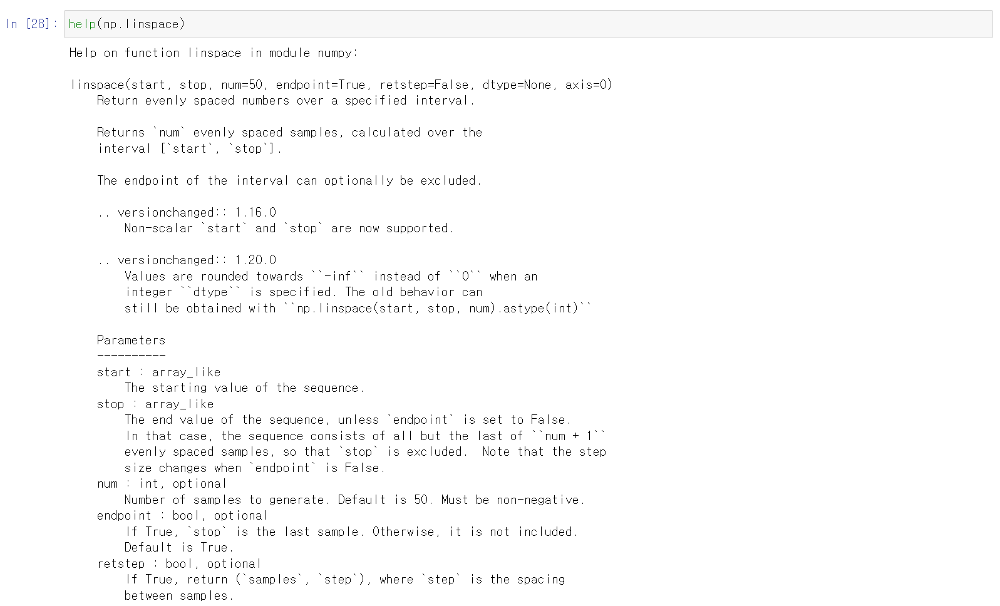 In [28]: help(np.linspace)
Help on function linspace in module numpy:
linspace(start, stop, num=50, endpoint=True, retstep=False, dtype=None, axis=0)
Return evenly spaced numbers over a specified interval.
Returns `num` evenly spaced samples, calculated over the
interval [`start`, `stop`].
The endpoint of the interval can optionally be excluded.
.. versionchanged:: 1.16.0
Non-scalar `start` and `stop` are now supported.
.. versionchanged:: 1.20.0
Values are rounded towards ``-inf`` instead of ``0`` when an
integer ``dtype`` is specified. The old behavior can
still be obtained with ``np.linspace(start, stop, num).astype(int)``
Parameters
----------
start : array_like
The starting value of the sequence.
stop : array_like
The end value of the sequence, unless `endpoint` is set to False.
In that case, the sequence consists of all but the last of ``num + 1``
evenly spaced samples, so that `stop` is excluded.  Note that the step
size changes when `endpoint` is False.
num : int, optional
Number of samples to generate. Default is 50. Must be non-negative.
endpoint : bool, optional
If True, `stop` is the last sample. Otherwise, it is not included.
Default is True.
retstep : bool, optional
If True, return (`samples`, `step`), where `step` is the spacing
between samples.